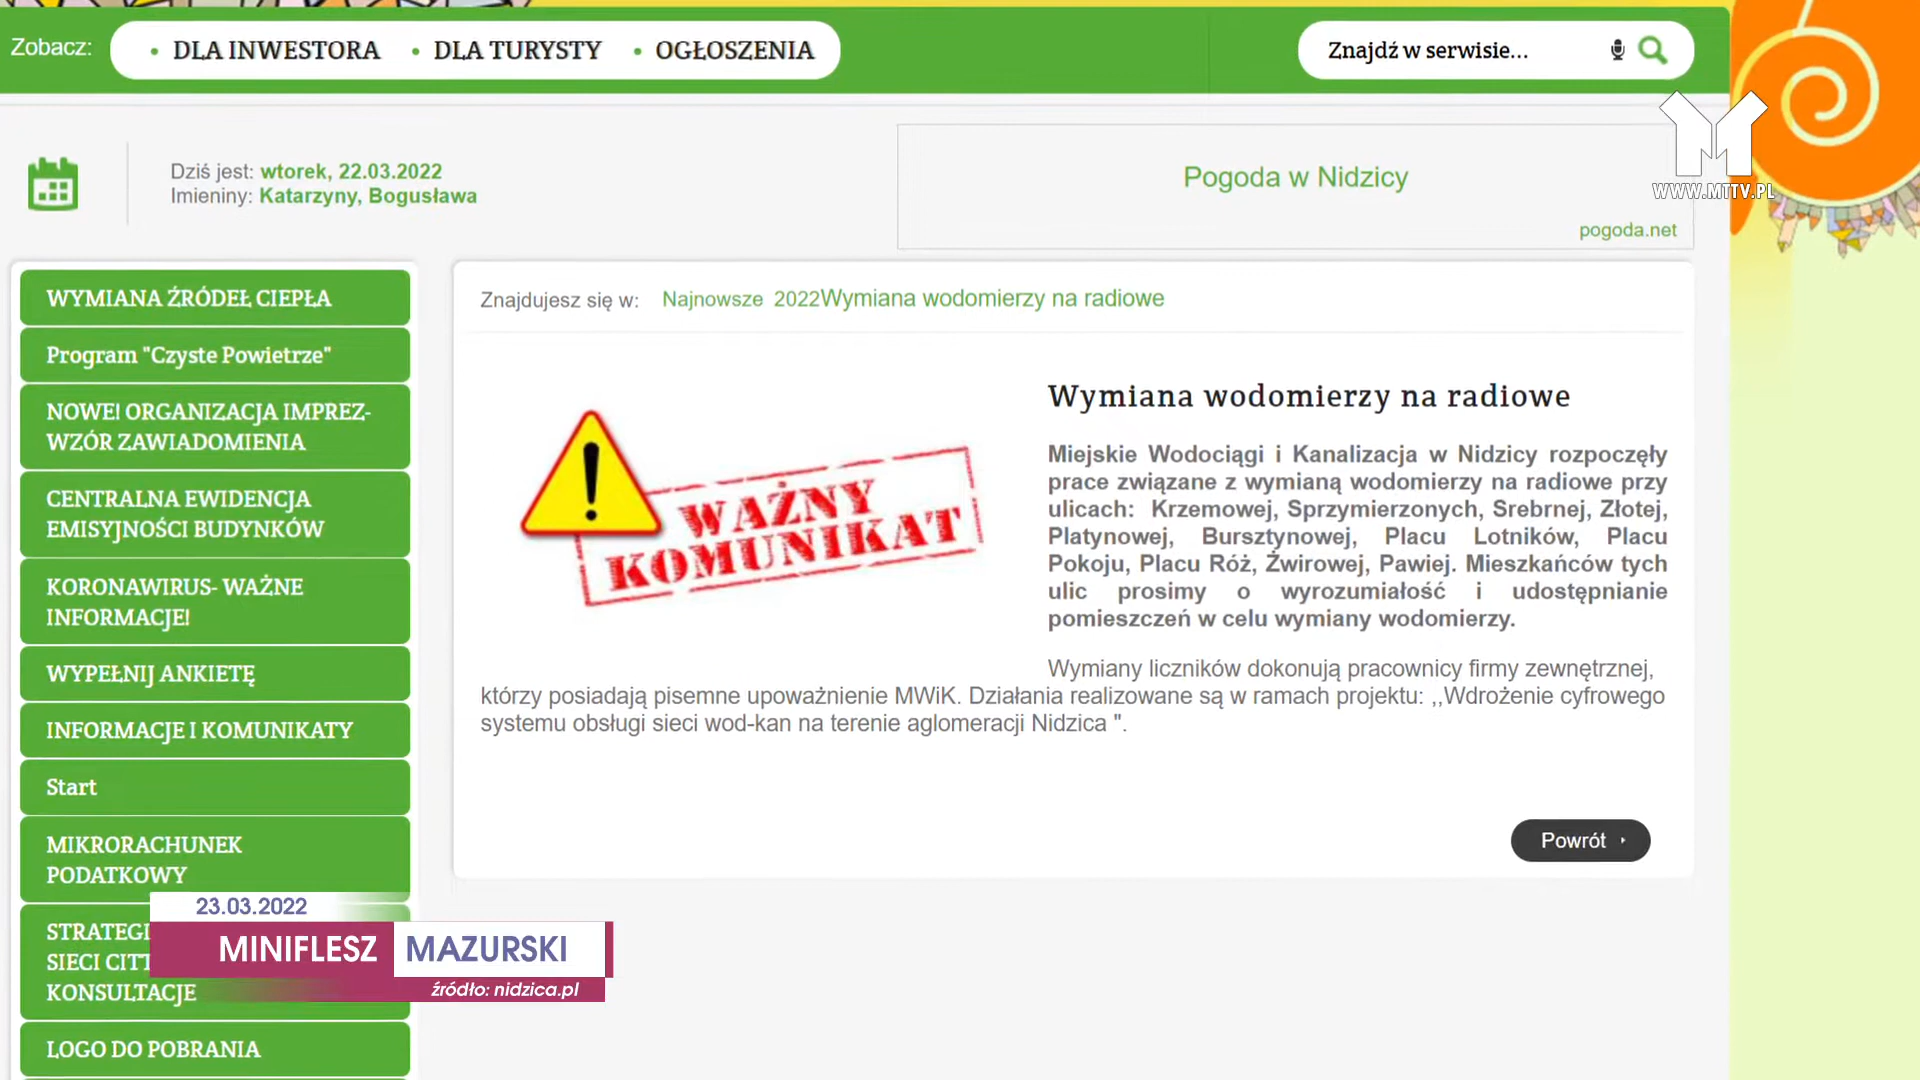 Zobacz:
• DLA INWESTORA • DLA TURYSTY • OGŁOSZENIA
Znajdź w serwisie...
WWW.MTTV.PL
Dziś jest: wtorek, 22.03.2022
Imieniny: Katarzyny, Bogusława
Pogoda w Nidzicy
pogoda.net
WYMIANA ŹRÓDEŁ CIEPŁA
Program "Czyste Powietrze"
NOWE! ORGANIZACJA IMPREZ-
WZÓR ZAWIADOMIENIA
CENTRALNA EWIDENCJA
EMISYJNOŚCI BUDYNKÓW
KORONAWIRUS- WAŻNE
INFORMACJE!
WYPEŁNIJ ANKIETĘ
INFORMACJE I KOMUNIKATY
Start
MIKRORACHUNEK
PODATKOWY
STRATEGI
SIECI CITT
KONSULTACJE
LOGO DO POBRANIA
Znajdujesz się w: Najnowsze 2022Wymiana wodomierzy na radiowe
WAŻNY
KOMUNIKAT
Wymiana wodomierzy na radiowe
Miejskie Wodociągi i Kanalizacja w Nidzicy rozpoczęły
prace związane z wymianą wodomierzy na radiowe przy
ulicach: Krzemowej, Sprzymierzonych, Srebrnej, Złotej,
Platynowej, Bursztynowej, Placu Lotników, Placu
Pokoju, Placu Róż, Żwirowej, Pawiej. Mieszkańców tych
ulic prosimy o wyrozumiałość i udostępnianie
pomieszczeń w celu wymiany wodomierzy.
Wymiany liczników dokonują pracownicy firmy zewnętrznej,
którzy posiadają pisemne upoważnienie MWiK. Działania realizowane są w ramach projektu: ,,Wdrożenie cyfrowego
systemu obsługi sieci wod-kan na terenie aglomeracji Nidzica ".
Powrót
23.03.2022
MINIFLESZ MAZURSKI
źródło: nidzica.pl